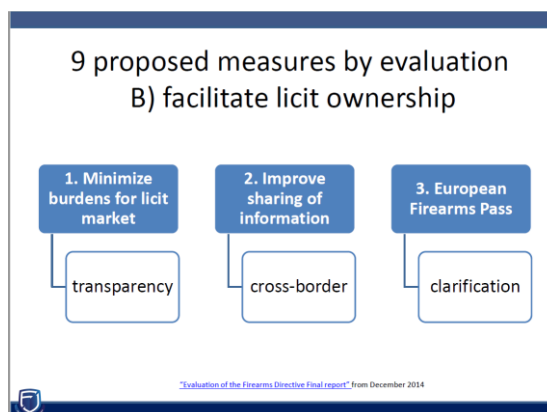 9 proposed measures by evaluation
B) facilitate licit ownership
1. Minimize
burdens for licit
market
transparency
2. Improve
sharing of
information
cross-border
3. European
Firearms Pass
clarification
"Evaluation of the Firearms Directive Final report" from December 2014